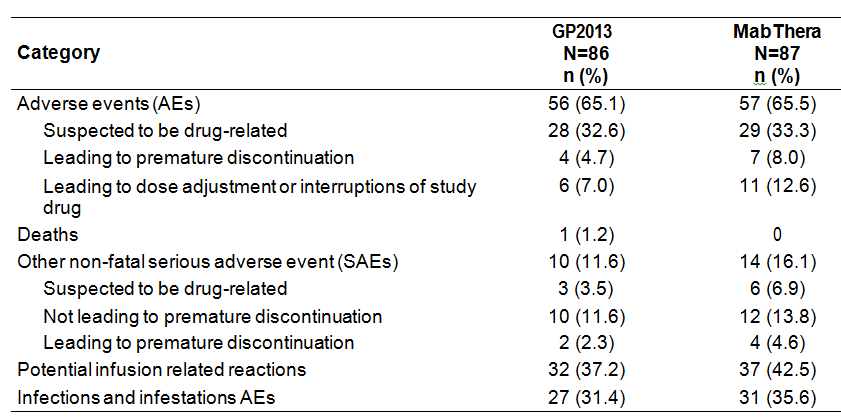 Category GP2013 N=86 n (%) MabThera N=87 n (%)
Adverse events (AEs) 56 (65.1) 57 (65.5)
Suspected to be drug-related 28 (32.6) 29 (33.3)
Leading to premature discontinuation 4 (4.7) 7 (8.0)
Leading to dose adjustment or interruptions of study 6 (7.0) 11 (12.6)
drug
Deaths 1 (1.2) 0
Other non-fatal serious adverse event (SAEs) 10 (11.6) 14 (16.1)
Suspected to be drug-related 3 (3.5) 6 (6.9)
Not leading to premature discontinuation 10 (11.6) 12 (13.8)
Leading to premature discontinuation 2 (2.3) 4 (4.6)
Potential infusion related reactions 32 (37.2) 37 (42.5)
Infections and infestations AEs 27 (31.4) 31 (35.6)